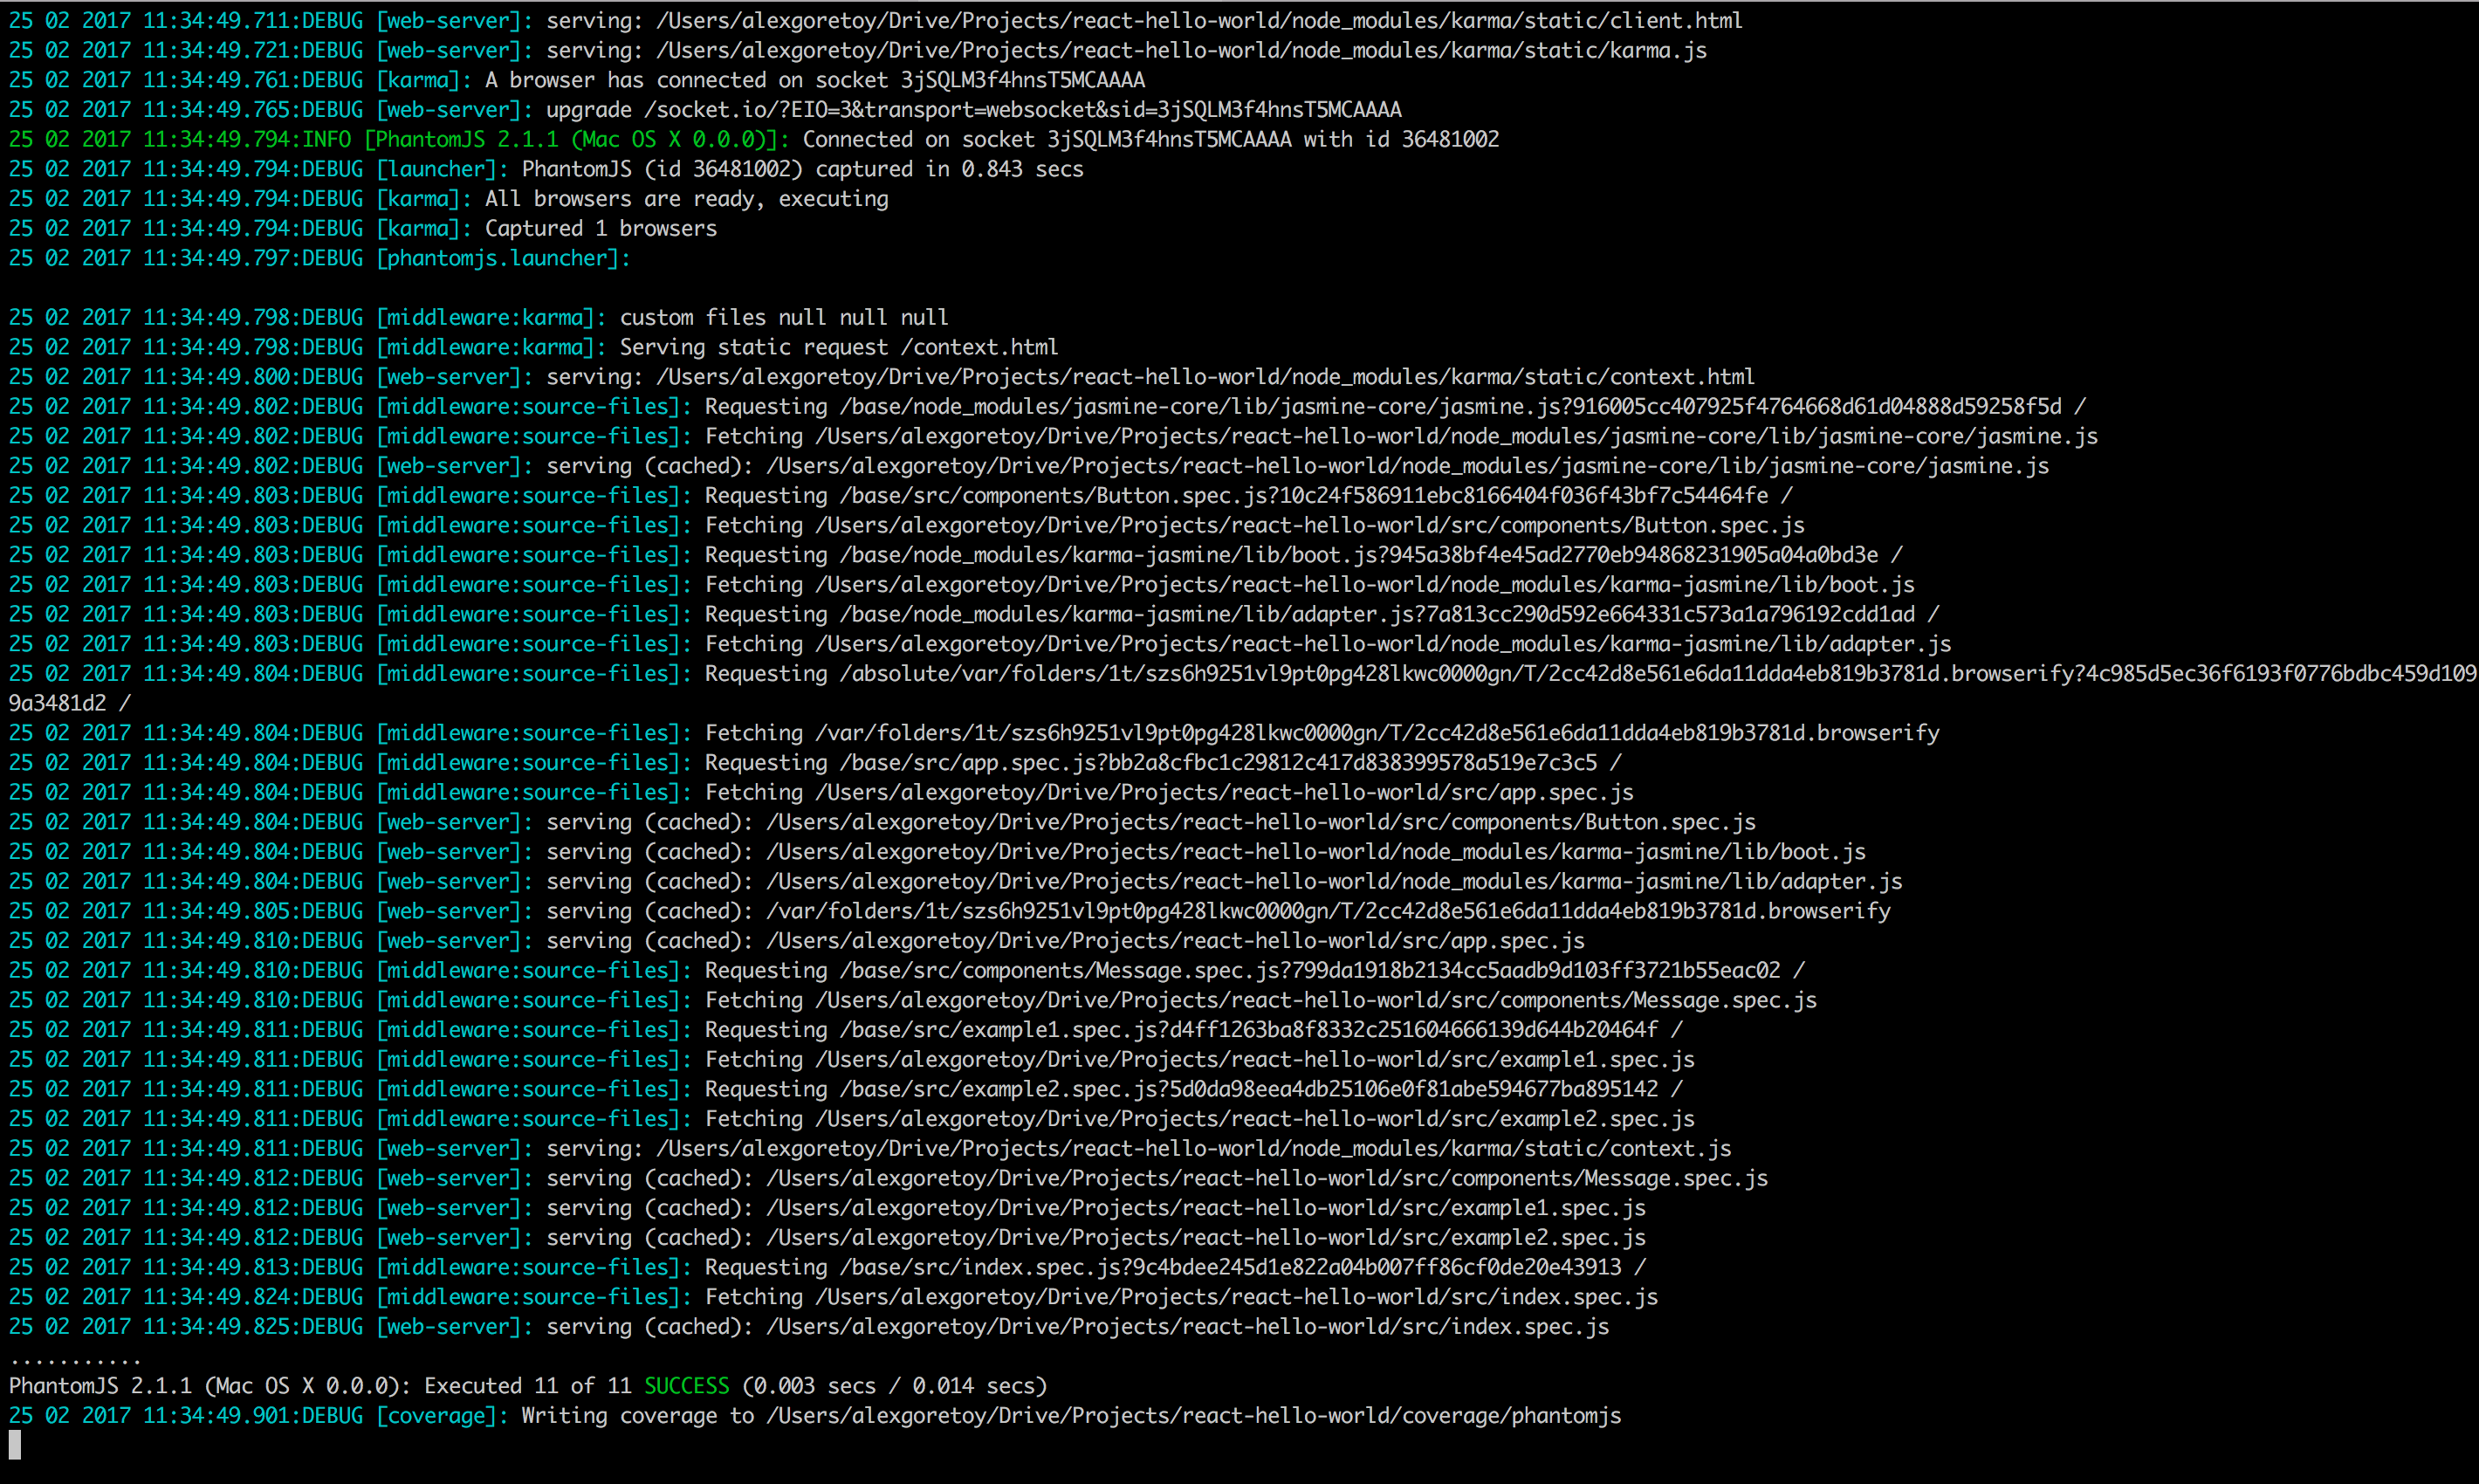 25 02 2017 11:34:49.711:DEBUG [web-server]: serving: /Users/alexgoretoy/Drive/Projects/react-hello-world/node_modules/karma/static/client.html
25 02 2017 11:34:49.721:DEBUG [web-server]: serving: /Users/alexgoretoy/Drive/Projects/react-hello-world/node_modules/karma/static/karma.js
25 02 2017 11:34:49.761:DEBUG [karma]: A browser has connected on socket 3jSQLM3f4hnsT5MCAAAA
25 02 2017 11:34:49.765:DEBUG [web-server]: upgrade /socket.io/?EIO=3&transport=websocket&sid=3jSQLM3f4hnsT5MCAAAA
25 02 2017 11:34:49.794:INFO [PhantomJS 2.1.1 (Mac OS X 0.0.0)]: Connected on socket 3jSQLM3f4hnsT5MCAAAA with id 36481002
25 02 2017 11:34:49.794:DEBUG [launcher]: PhantomJS (id 36481002) captured in 0.843 secs
25 02 2017 11:34:49.794:DEBUG [karma]: All browsers are ready, executing
25 02 2017 11:34:49.794:DEBUG [karma]: Captured 1 browsers
25 02 2017 11:34:49.797:DEBUG [phantomjs.launcher]:
25 02 2017 11:34:49.798:DEBUG [middleware:karma]: custom files null null null
25 02 2017 11:34:49.798:DEBUG [middleware:karma]: Serving static request /context.html
25 02 2017 11:34:49.800:DEBUG [web-server]: serving: /Users/alexgoretoy/Drive/Projects/react-hello-world/node_modules/karma/static/context.html
25 02 2017 11:34:49.802:DEBUG [middleware:source-files]: Requesting /base/node_modules/jasmine-core/lib/jasmine-core/jasmine.js?916005cc407925f4764668d61d04888d59258f5d /
25 02 2017 11:34:49.802:DEBUG [middleware:source-files]: Fetching /Users/alexgoretoy/Drive/Projects/react-hello-world/node_modules/jasmine-core/lib/jasmine-core/jasmine.js
25 02 2017 11:34:49.802:DEBUG [web-server]: serving (cached): /Users/alexgoretoy/Drive/Projects/react-hello-world/node_modules/jasmine-core/lib/jasmine-core/jasmine.js
25 02 2017 11:34:49.803:DEBUG [middleware:source-files]: Requesting /base/src/components/Button.spec.js?10c24f586911ebc8166404f036f43bf7c54464fe /
25 02 2017 11:34:49.803:DEBUG [middleware:source-files]: Fetching /Users/alexgoretoy/Drive/Projects/react-hello-world/src/components/Button.spec.js
25 02 2017 11:34:49.803:DEBUG [middleware:source-files]: Requesting /base/node_modules/karma-jasmine/lib/boot.js?945a38bf4e45ad2770eb94868231905a04a0bd3e /
25 02 2017 11:34:49.803:DEBUG [middleware:source-files]: Fetching /Users/alexgoretoy/Drive/Projects/react-hello-world/node_modules/karma-jasmine/lib/boot.js
25 02 2017 11:34:49.803:DEBUG [middleware:source-files]: Requesting /base/node_modules/karma-jasmine/lib/adapter.js?7a813cc290d592e664331c573a1a796192cdd1ad /
25 02 2017 11:34:49.803:DEBUG [middleware:source-files]: Fetching /Users/alexgoretoy/Drive/Projects/react-hello-world/node_modules/karma-jasmine/lib/adapter.js
25 02 2017 11:34:49.804:DEBUG [middleware:source-files]: Requesting /absolute/var/folders/1t/szs6h9251vl9pt0pg428lkwc0000gn/T/2cc42d8e561e6da11dda4eb819b3781d.browserify?4c985d5ec36f6193f0776bdbc459d109
9a3481d2 /
25 02 2017 11:34:49.804:DEBUG [middleware:source-files]: Fetching /var/folders/1t/szs6h9251vl9pt0pg428lkwc0000gn/T/2cc42d8e561e6da11dda4eb819b3781d.browserify
25 02 2017 11:34:49.804:DEBUG [middleware:source-files]: Requesting /base/src/app.spec.js?bb2a8cfbc1c29812c417d838399578a519e7c3c5 /
25 02 2017 11:34:49.804:DEBUG [middleware:source-files]: Fetching /Users/alexgoretoy/Drive/Projects/react-hello-world/src/app.spec.js
25 02 2017 11:34:49.804:DEBUG [web-server]: serving (cached): /Users/alexgoretoy/Drive/Projects/react-hello-world/src/components/Button.spec.js
25 02 2017 11:34:49.804:DEBUG [web-server]: serving (cached): /Users/alexgoretoy/Drive/Projects/react-hello-world/node_modules/karma-jasmine/lib/boot.js
25 02 2017 11:34:49.804:DEBUG [web-server]: serving (cached): /Users/alexgoretoy/Drive/Projects/react-hello-world/node_modules/karma-jasmine/lib/adapter.js
25 02 2017 11:34:49.805:DEBUG [web-server]: serving (cached): /var/folders/1t/szs6h9251vl9pt0pg428lkwc0000gn/T/2cc42d8e561e6da11dda4eb819b3781d.browserify
25 02 2017 11:34:49.810:DEBUG [web-server]: serving (cached): /Users/alexgoretoy/Drive/Projects/react-hello-world/src/app.spec.js
25 02 2017 11:34:49.810:DEBUG [middleware:source-files]: Requesting /base/src/components/Message.spec.js?799da1918b2134cc5aadb9d103ff3721b55eac02 /
25 02 2017 11:34:49.810:DEBUG [middleware:source-files]: Fetching /Users/alexgoretoy/Drive/Projects/react-hello-world/src/components/Message.spec.js
25 02 2017 11:34:49.811:DEBUG [middleware:source-files]: Requesting /base/src/example1.spec.js?d4ff1263ba8f8332c251604666139d644b20464f /
25 02 2017 11:34:49.811:DEBUG [middleware:source-files]: Fetching /Users/alexgoretoy/Drive/Projects/react-hello-world/src/example1.spec.js
25 02 2017 11:34:49.811:DEBUG [middleware:source-files]: Requesting /base/src/example2.spec.js?5d0da98eea4db25106e0f81abe594677ba895142 /
25 02 2017 11:34:49.811:DEBUG [middleware:source-files]: Fetching /Users/alexgoretoy/Drive/Projects/react-hello-world/src/example2.spec.js
25 02 2017 11:34:49.811:DEBUG [web-server]: serving: /Users/alexgoretoy/Drive/Projects/react-hello-world/node_modules/karma/static/context.js
25 02 2017 11:34:49.812:DEBUG [web-server]: serving (cached): /Users/alexgoretoy/Drive/Projects/react-hello-world/src/components/Message.spec.js
25 02 2017 11:34:49.812:DEBUG [web-server]: serving (cached): /Users/alexgoretoy/Drive/Projects/react-hello-world/src/example1.spec.js
25 02 2017 11:34:49.812:DEBUG [web-server]: serving (cached): /Users/alexgoretoy/Drive/Projects/react-hello-world/src/example2.spec.js
25 02 2017 11:34:49.813:DEBUG [middleware:source-files]: Requesting /base/src/index.spec.js?9c4bdee245d1e822a04b007ff86cf0de20e43913 /
25 02 2017 11:34:49.824:DEBUG [middleware:source-files]: Fetching /Users/alexgoretoy/Drive/Projects/react-hello-world/src/index.spec.js
25 02 2017 11:34:49.825:DEBUG [web-server]: serving (cached): /Users/alexgoretoy/Drive/Projects/react-hello-world/src/index.spec.js
...........
PhantomJS 2.1.1 (Mac OS X 0.0.0): Executed 11 of 11 SUCCESS (0.003 secs / 0.014 secs)
25 02 2017 11:34:49.901:DEBUG [coverage]: Writing coverage to /Users/alexgoretoy/Drive/Projects/react-hello-world/coverage/phantomjs